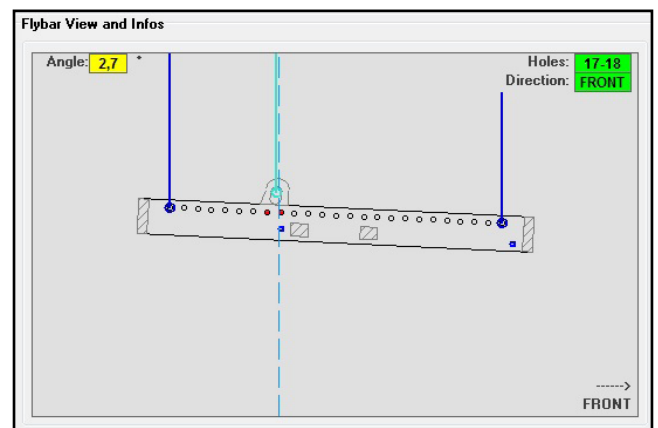 Flybar View and Infos
Angle: 2,7 °
Holes: 17-18
Direction: FRONT
----->
FRONT